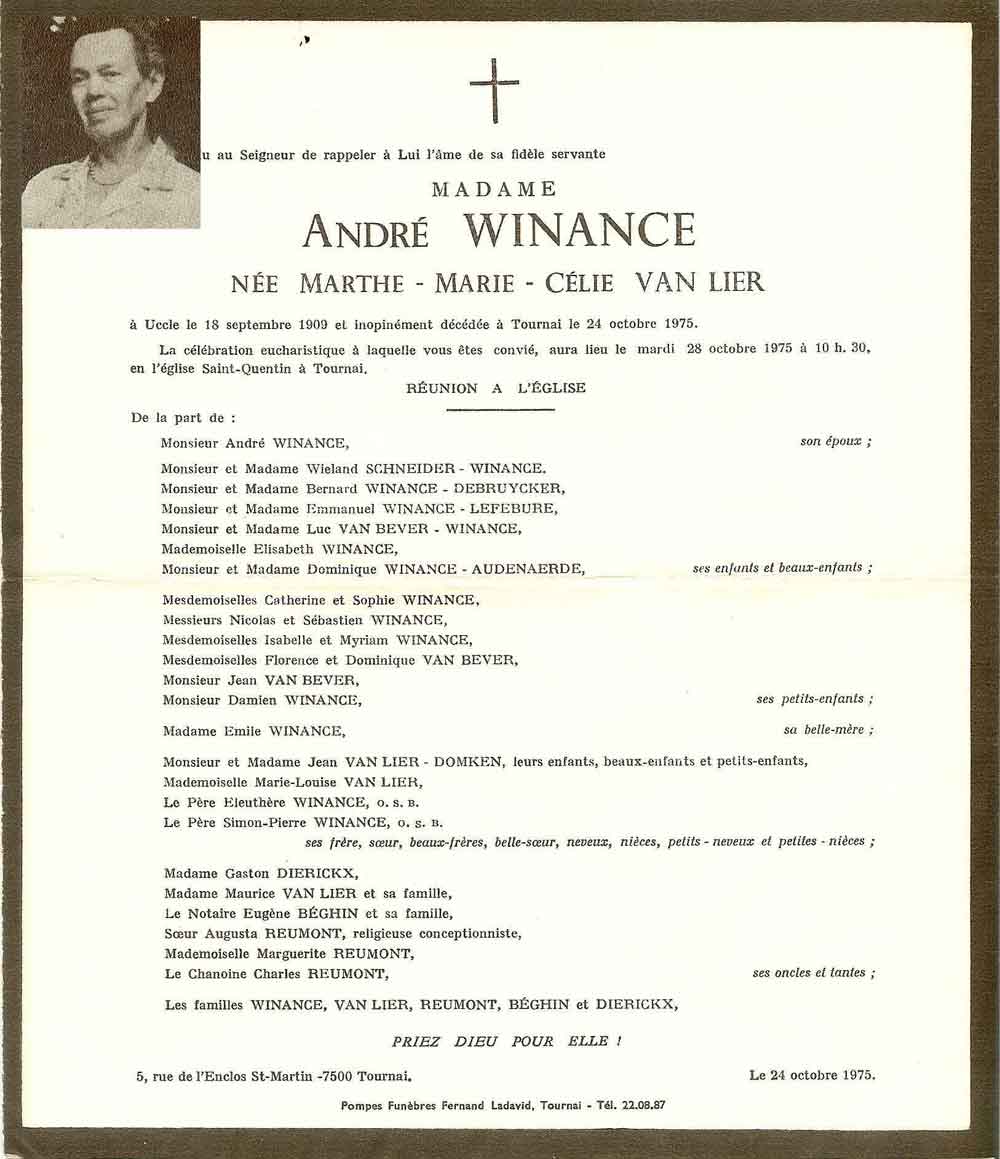 u au Seigneur de rappeler à Lui l'âme de sa fidèle servante
MADAME
ANDRÉ WINANCE
NÉE MARTHE - MARIE - CÉLIE VAN LIER
à Uccle le 18 septembre 1909 et inopinément décédée à Tournai le 24 octobre 1975.
La célébration eucharistique à laquelle vous êtes convié, aura lieu le mardi 28 octobre 1975 à 10 h. 30,
en l'église Saint-Quentin à Tournai.
RÉUNION A L'ÉGLISE
De la part de :
Monsieur André WINANCE, son époux ;
Monsieur et Madame Wieland SCHNEIDER - WINANCE.
Monsieur et Madame Bernard WINANCE - DEBRUYCKER,
Monsieur et Madame Emmanuel WINANCE - LEFEBURE,
Monsieur et Madame Luc VAN BEVER - WINANCE,
Mademoiselle Elisabeth WINANCE,
Monsieur et Madame Dominique WINANCE - AUDENAERDE, ses enfants et beaux-enfants ;
Mesdemoiselles Catherine et Sophie WINANCE,
Messieurs Nicolas et Sébastien WINANCE,
Mesdemoiselles Isabelle et Myriam WINANCE,
Mesdemoiselles Florence et Dominique VAN BEVER,
Monsieur Jean VAN BEVER,
Monsieur Damien WINANCE, ses petits-enfants ;
Madame Emile WINANCE, sa belle-mère ;
Monsieur et Madame Jean VAN LIER - DOMKEN, leurs enfants, beaux-enfants et petits-enfants,
Mademoiselle Marie-Louise VAN LIER,
Le Père Eleuthère WINANCE, O. S. B.
Le Père Simon-Pierre WINANCE, O. S. B.
ses frère, sœur, beaux-frères, belle-sœur, neveux, nièces, petits - neveux et petites - nièces ;
Madame Gaston DIERICKX,
Madame Maurice VAN LIER et sa famille,
Le Notaire Eugène BÉGHIN et sa famille,
Sœur Augusta REUMONT, religieuse conceptionniste,
Mademoiselle Marguerite REUMONT,
Le Chanoine Charles REUMONT, ses oncles et tantes ;
Les familles WINANCE, VAN LIER, REUMONT, BÉGHIN et DIERICKX,
PRIEZ DIEU POUR ELLE !
5, rue de l'Enclos St-Martin -7500 Tournai. Le 24 octobre 1975.
Pompes Funèbres Fernand Ladavid, Tournai - Tél. 22.08.87